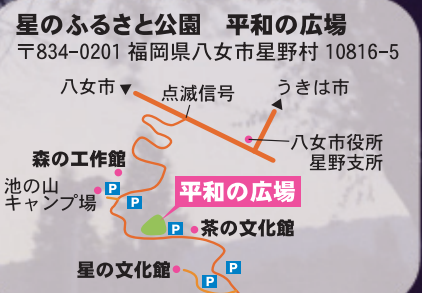 星のふるさと公園　平和の広場
〒834-0201 福岡県八女市星野村 10816-5
八女市▼
点滅信号
うきは市
八女市役所
星野支所
森の工作館
池の山
キャンプ場
P
P
平和の広場
P
茶の文化館
星の文化館
P
P